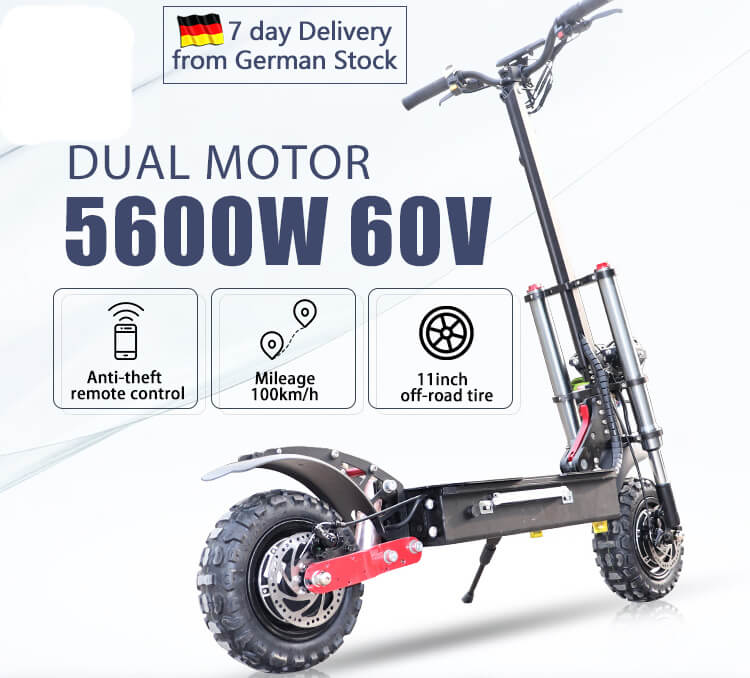 7 day Delivery
from German Stock
DUAL MOTOR
5600W 60V
Anti-theft
remote control
Mileage
100km/h
11inch
off-road tire